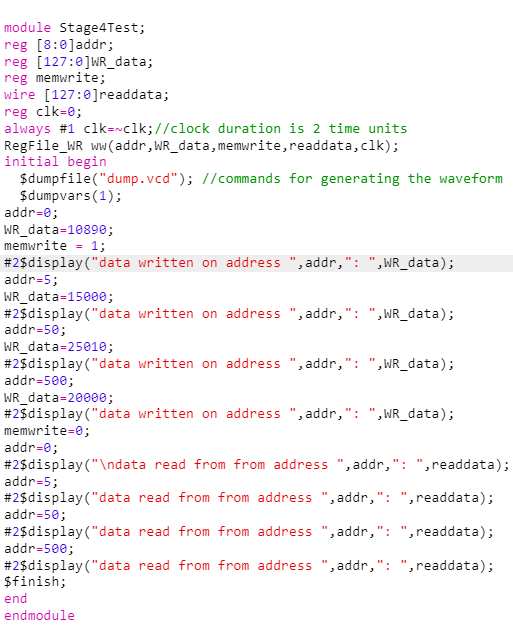 module Stage4Test;
reg [8:0]addr;
reg [127:0]WR_data;
reg memwrite;
wire [127:0]readdata;
reg clk=0;
always #1 clk=~clk;//clock duration is 2 time units
RegFile_WR ww(addr,WR_data,memwrite,readdata,clk);
initial begin
  $dumpfile("dump.vcd"); //commands for generating the waveform
  $dumpvars(1);
addr=0;
WR_data=10890;
memwrite = 1;
#2$display("data written on address ",addr,": ",WR_data);
addr=5;
WR_data=15000;
#2$display("data written on address ",addr,": ",WR_data);
addr=50;
WR_data=25010;
#2$display("data written on address ",addr,": ",WR_data);
addr=500;
WR_data=20000;
#2$display("data written on address ",addr,": ",WR_data);
memwrite=0;
addr=0;
#2$display("\ndata read from from address ",addr,": ",readdata);
addr=5;
#2$display("data read from from address ",addr,": ",readdata);
addr=50;
#2$display("data read from from address ",addr,": ",readdata);
addr=500;
#2$display("data read from from address ",addr,": ",readdata);
$finish;
end
endmodule